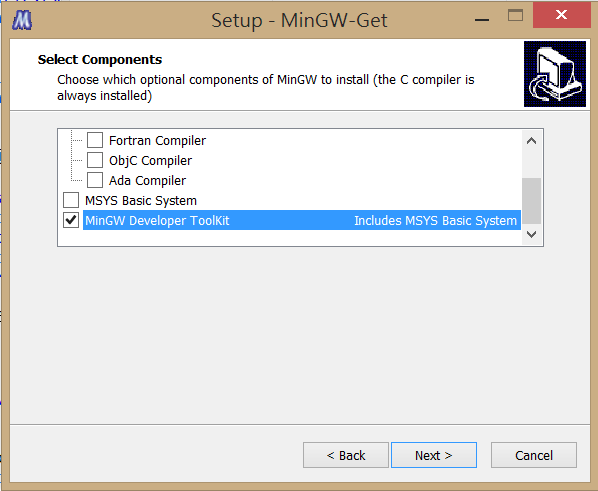 Setup - MinGW-Get
Select Components
Choose which optional components of MinGW to install (the C compiler is
always installed)
Fortran Compiler
ObjC Compiler
Ada Compiler
MSYS Basic System
MinGW Developer ToolKit Includes MSYS Basic System
< Back Next > Cancel